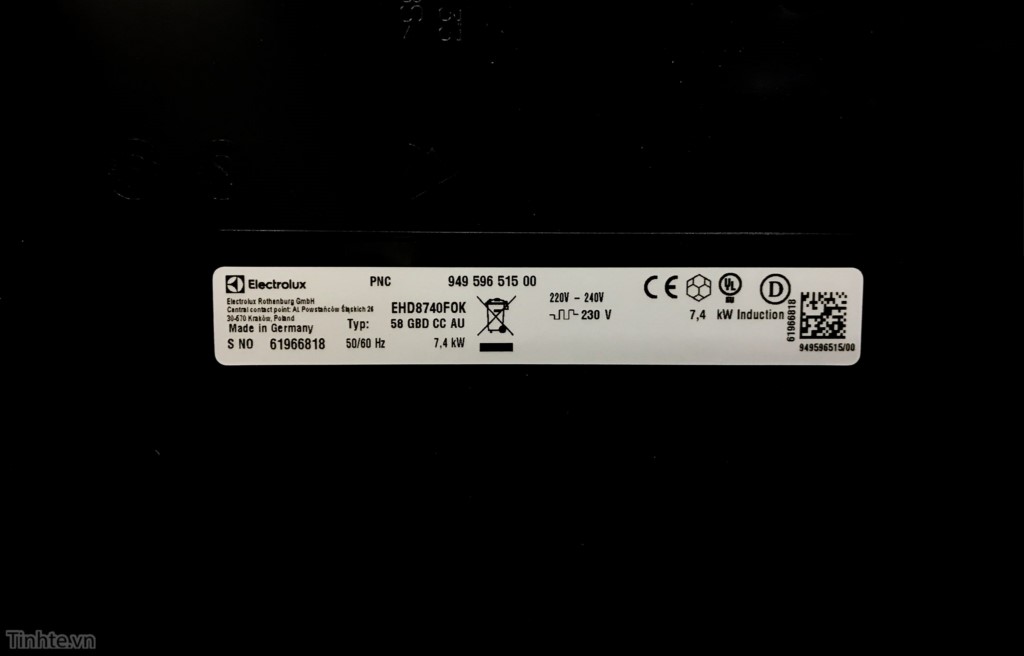 Electrolux PNC 949 596 515 00
Electrolux Rothenburg GmbH
Central contact point: Al. Powstańców Śląskich 26
30-570 Kraków, Poland
Made in Germany
S NO 61966818
EHD8740FOK
Typ: 58 GBD CC AU
50/60 Hz 7,4 kW
220V - 240V
230 V
CE UL D
7,4 kW Induction
61966818
949596515/00
Tinhte.vn